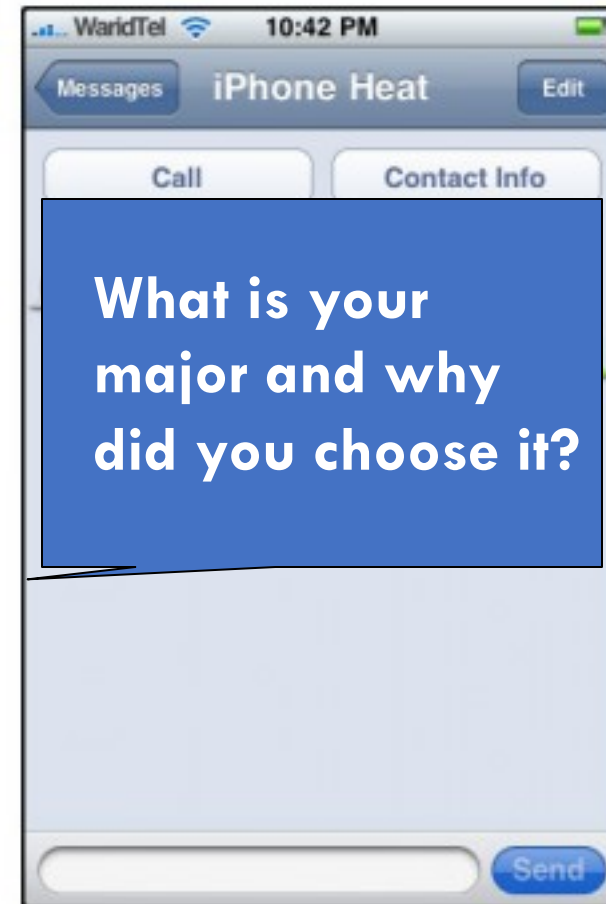 WaridTel 10:42 PM
Messages iPhone Heat Edit
Call Contact Info
What is your
major and why
did you choose it?
Send